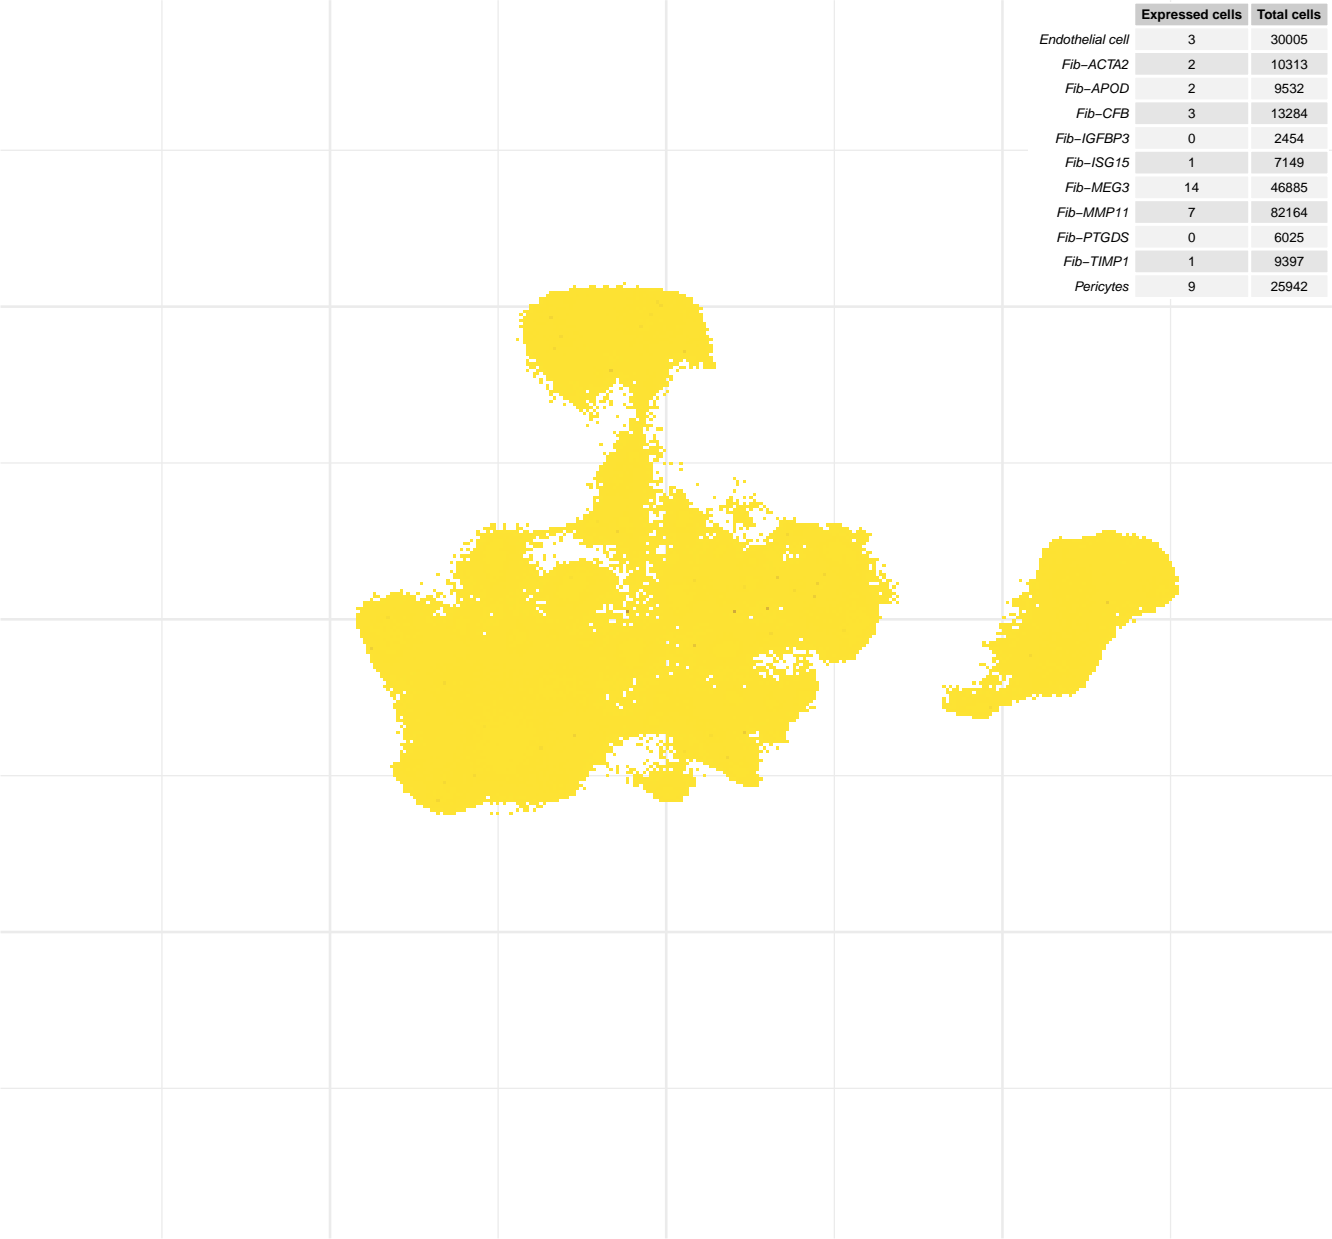 Expressed cells Total cells
Endothelial cell 3 30005
Fib−ACTA2 2 10313
Fib−APOD 2 9532
Fib−CFB 3 13284
Fib−IGFBP3 0 2454
Fib−ISG15 1 7149
Fib−MEG3 14 46885
Fib−MMP11 7 82164
Fib−PTGDS 0 6025
Fib−TIMP1 1 9397
Pericytes 9 25942